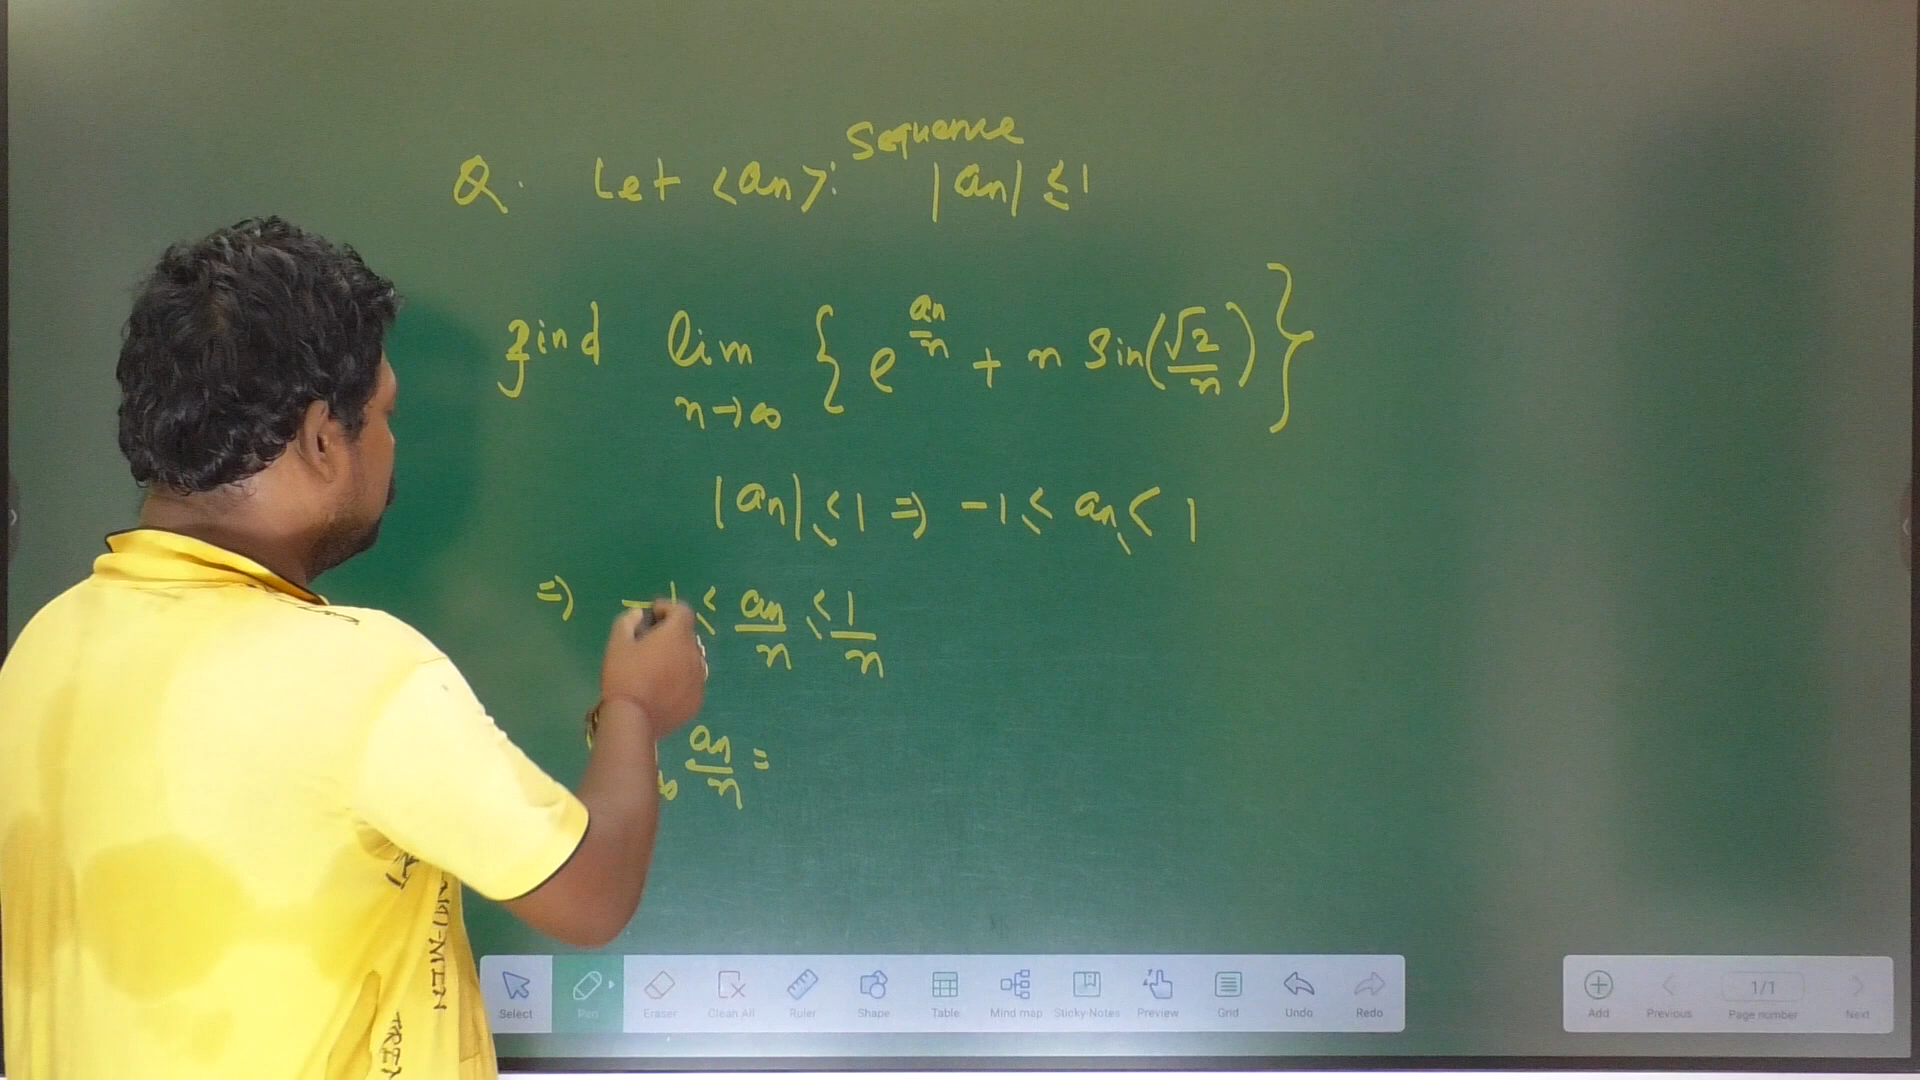 Sequence
Q. Let <an>: |an| ≤ 1
find lim n→∞ { e^(an/n) + n Sin(√2/n) }
|an| ≤ 1 ⇒ -1 ≤ an ≤ 1
⇒ -1 ≤ an/n ≤ 1/n
an/n =
Select Pen Eraser Clean All Ruler Shape Table Mind map Sticky-Notes Preview Grid Undo Redo
1/1
Add Previous Page number Next